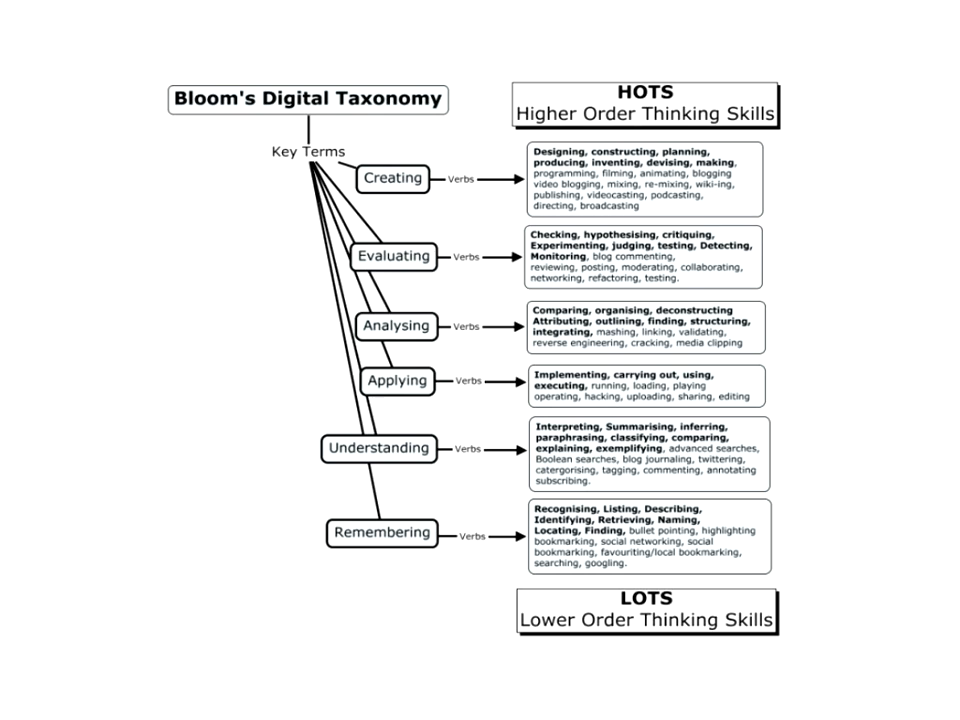 Bloom's Digital Taxonomy
HOTS
Higher Order Thinking Skills
Key Terms
Creating
Verbs
Designing, constructing, planning,
producing, inventing, devising, making,
programming, filming, animating, blogging
video blogging, mixing, re-mixing, wiki-ing,
publishing, videocasting, podcasting,
directing, broadcasting
Evaluating
Verbs
Checking, hypothesising, critiquing,
Experimenting, judging, testing, Detecting,
Monitoring, blog commenting,
reviewing, posting, moderating, collaborating,
networking, refactoring, testing.
Analysing
Verbs
Comparing, organising, deconstructing
Attributing, outlining, finding, structuring,
integrating, mashing, linking, validating,
reverse engineering, cracking, media clipping
Applying
Verbs
Implementing, carrying out, using,
executing, running, loading, playing
operating, hacking, uploading, sharing, editing
Understanding
Verbs
Interpreting, Summarising, inferring,
paraphrasing, classifying, comparing,
explaining, exemplifying, advanced searches,
Boolean searches, blog journaling, twittering,
catergorising, tagging, commenting, annotating
subscribing.
Remembering
Verbs
Recognising, Listing, Describing,
Identifying, Retrieving, Naming,
Locating, Finding, bullet pointing, highlighting
bookmarking, social networking, social
bookmarking, favouriting/local bookmarking,
searching, googling.
LOTS
Lower Order Thinking Skills